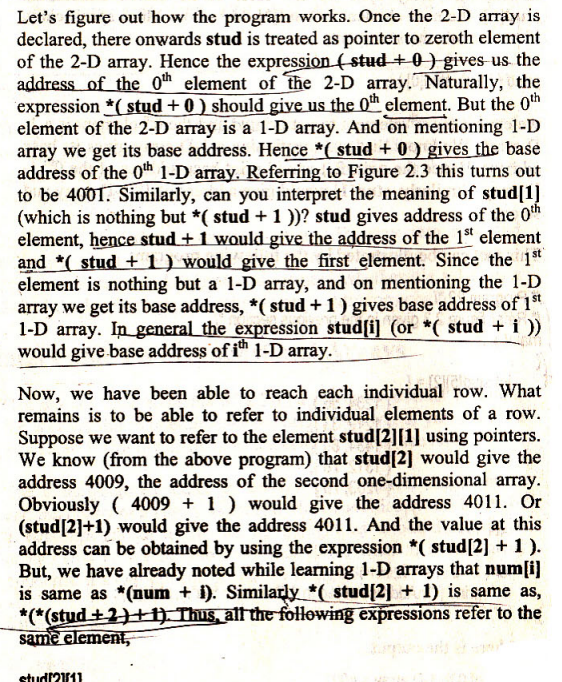 Let's figure out how the program works. Once the 2-D array is
declared, there onwards stud is treated as pointer to zeroth element
of the 2-D array. Hence the expression ( stud + 0 ) gives us the
address of the 0th element of the 2-D array. Naturally, the
expression *( stud + 0 ) should give us the 0th element. But the 0th
element of the 2-D array is a 1-D array. And on mentioning 1-D
array we get its base address. Hence *( stud + 0 ) gives the base
address of the 0th 1-D array. Referring to Figure 2.3 this turns out
to be 4001. Similarly, can you interpret the meaning of stud[1]
(which is nothing but *( stud + 1 ))? stud gives address of the 0th
element, hence stud + 1 would give the address of the 1st element
and *( stud + 1 ) would give the first element. Since the 1st
element is nothing but a 1-D array, and on mentioning the 1-D
array we get its base address, *( stud + 1 ) gives base address of 1st
1-D array. In general the expression stud[i] (or *( stud + i ))
would give base address of ith 1-D array.
Now, we have been able to reach each individual row. What
remains is to be able to refer to individual elements of a row.
Suppose we want to refer to the element stud[2][1] using pointers.
We know (from the above program) that stud[2] would give the
address 4009, the address of the second one-dimensional array.
Obviously ( 4009 + 1 ) would give the address 4011. Or
(stud[2]+1) would give the address 4011. And the value at this
address can be obtained by using the expression *( stud[2] + 1 ).
But, we have already noted while learning 1-D arrays that num[i]
is same as *(num + i). Similarly *( stud[2] + 1) is same as,
*(*(stud + 2 ) + 1). Thus, all the following expressions refer to the
same element,
stud[2][1]